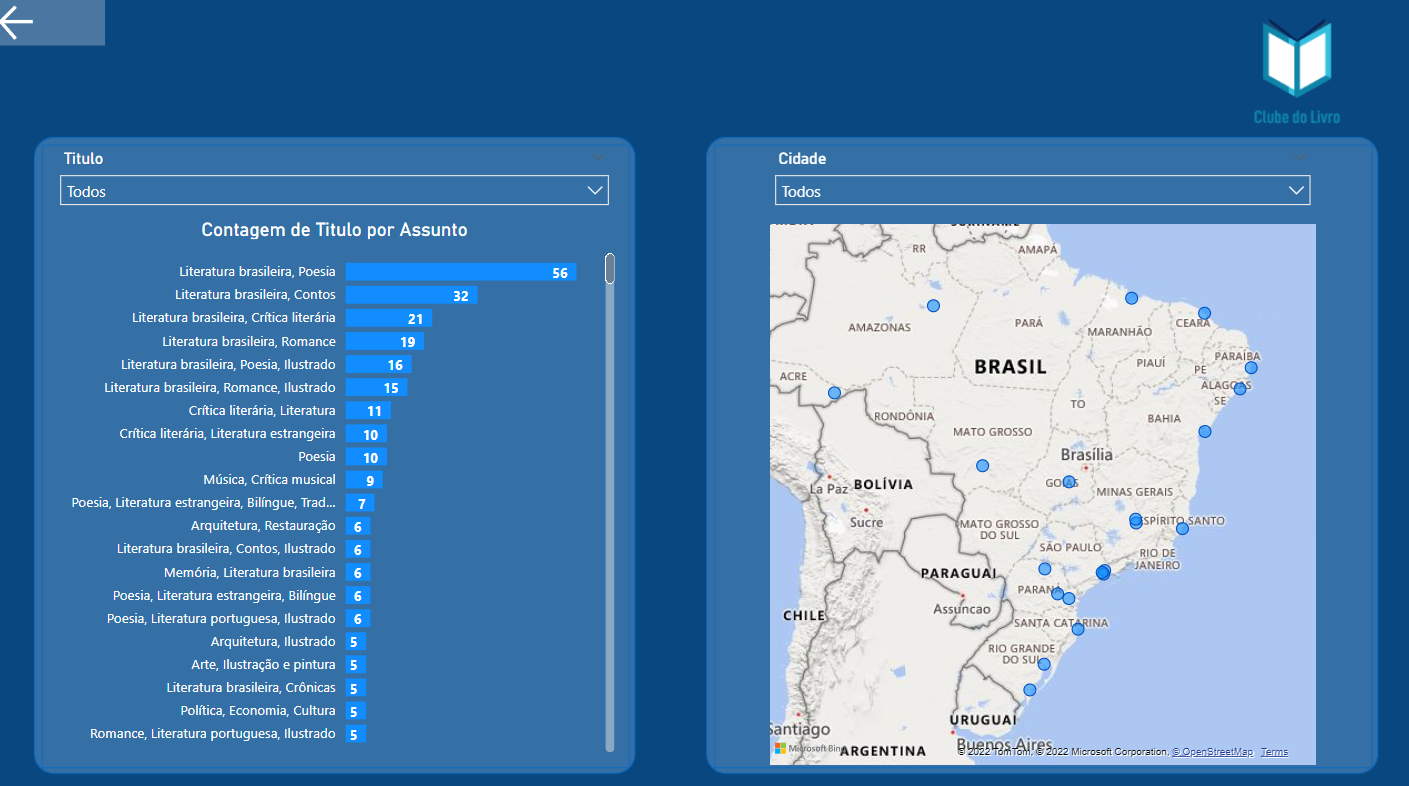 Clube do Livro
Titulo
Todos
Contagem de Titulo por Assunto
Literatura brasileira, Poesia 56
Literatura brasileira, Contos 32
Literatura brasileira, Crítica literária 21
Literatura brasileira, Romance 19
Literatura brasileira, Poesia, Ilustrado 16
Literatura brasileira, Romance, Ilustrado 15
Crítica literária, Literatura 11
Crítica literária, Literatura estrangeira 10
Poesia 10
Música, Crítica musical 9
Poesia, Literatura estrangeira, Bilíngue, Trad... 7
Arquitetura, Restauração 6
Literatura brasileira, Contos, Ilustrado 6
Memória, Literatura brasileira 6
Poesia, Literatura estrangeira, Bilíngue 6
Poesia, Literatura portuguesa, Ilustrado 6
Arquitetura, Ilustrado 5
Arte, Ilustração e pintura 5
Literatura brasileira, Crônicas 5
Política, Economia, Cultura 5
Romance, Literatura portuguesa, Ilustrado 5
Cidade
Todos
SURINAME
RR
AMAPÁ
AMAZONAS
PARÁ
MARANHÃO
CEARÁ
BRASIL
PIAUÍ
PARAÍBA
PE
ACRE
ALAGOAS
SE
TO
RONDÔNIA
BAHIA
MATO GROSSO
Brasília
GOIÁS
La Paz
BOLÍVIA
MINAS GERAIS
Sucre
MATO GROSSO
DO SUL
ESPÍRITO SANTO
SÃO PAULO
RIO DE
JANEIRO
PARAGUAI
PARANÁ
Assuncao
CHILE
SANTA CATARINA
RIO GRANDE
DO SUL
URUGUAI
Santiago
Buenos Aires
ARGENTINA
Microsoft Bing
© 2022 TomTom, © 2022 Microsoft Corporation, © OpenStreetMap Terms